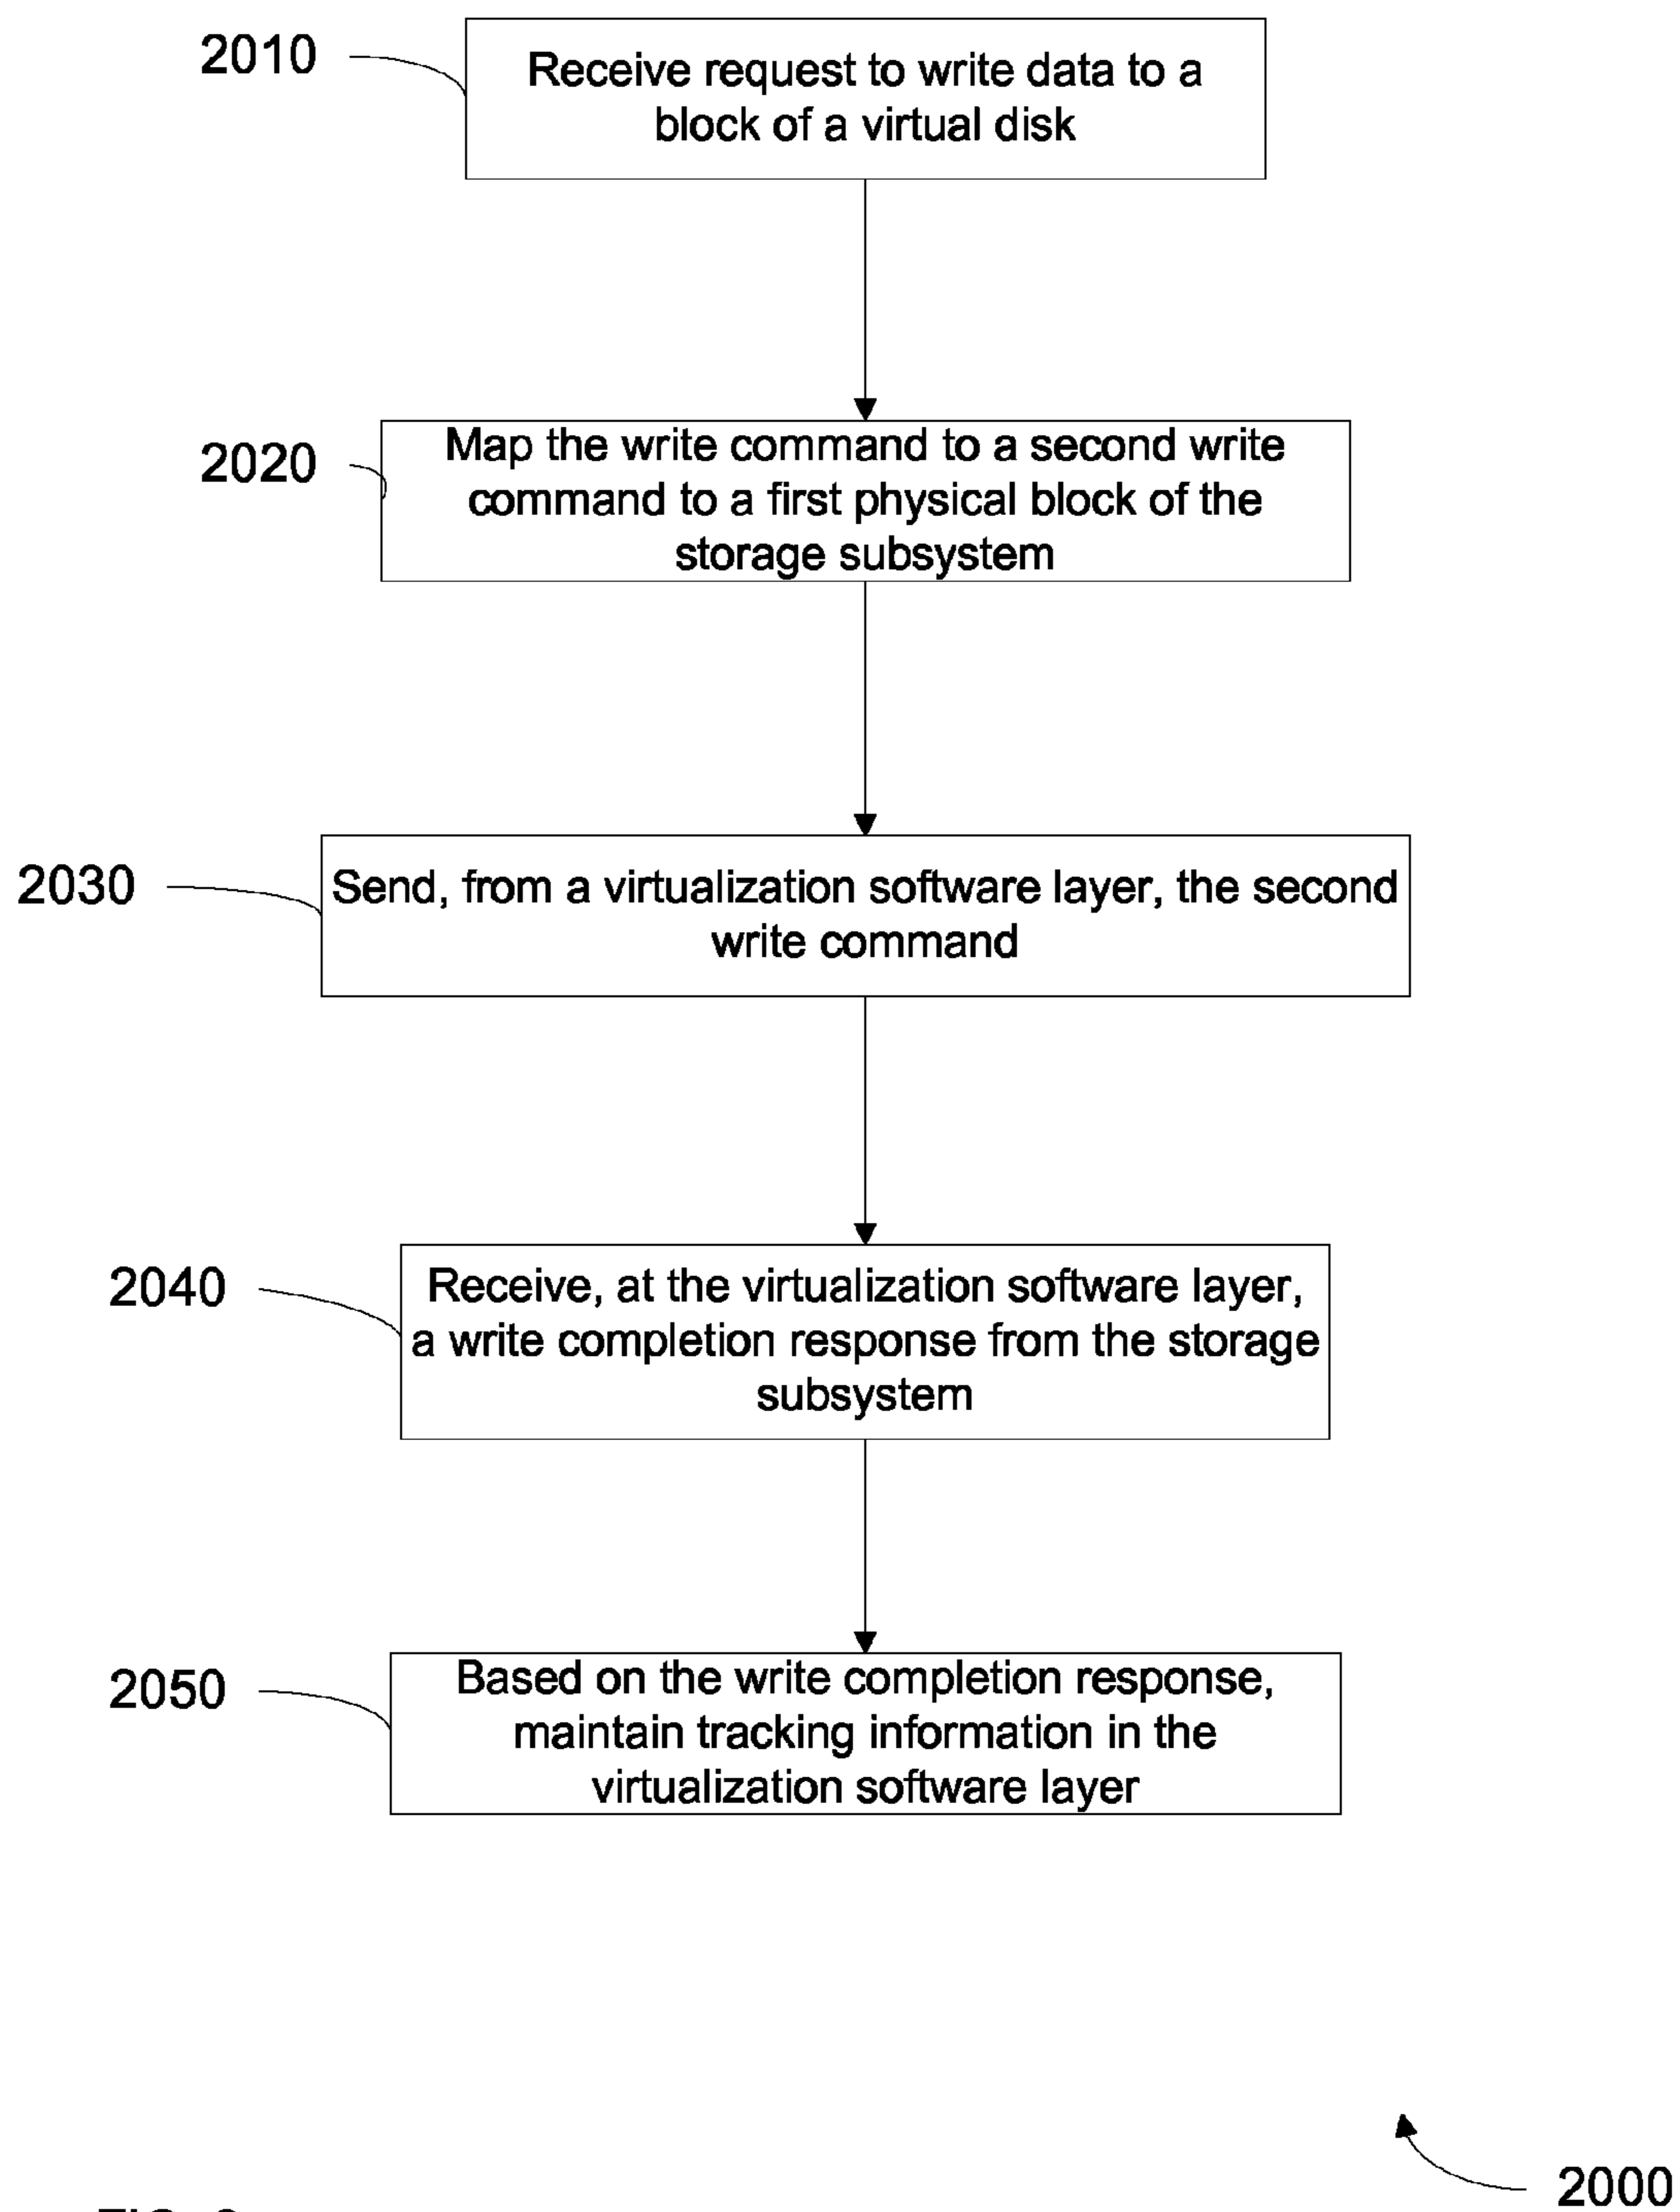 2010
Receive request to write data to a
block of a virtual disk
2020
Map the write command to a second write
command to a first physical block of the
storage subsystem
2030
Send, from a virtualization software layer, the second
write command
2040
Receive, at the virtualization software layer,
a write completion response from the storage
subsystem
2050
Based on the write completion response,
maintain tracking information in the
virtualization software layer
2000